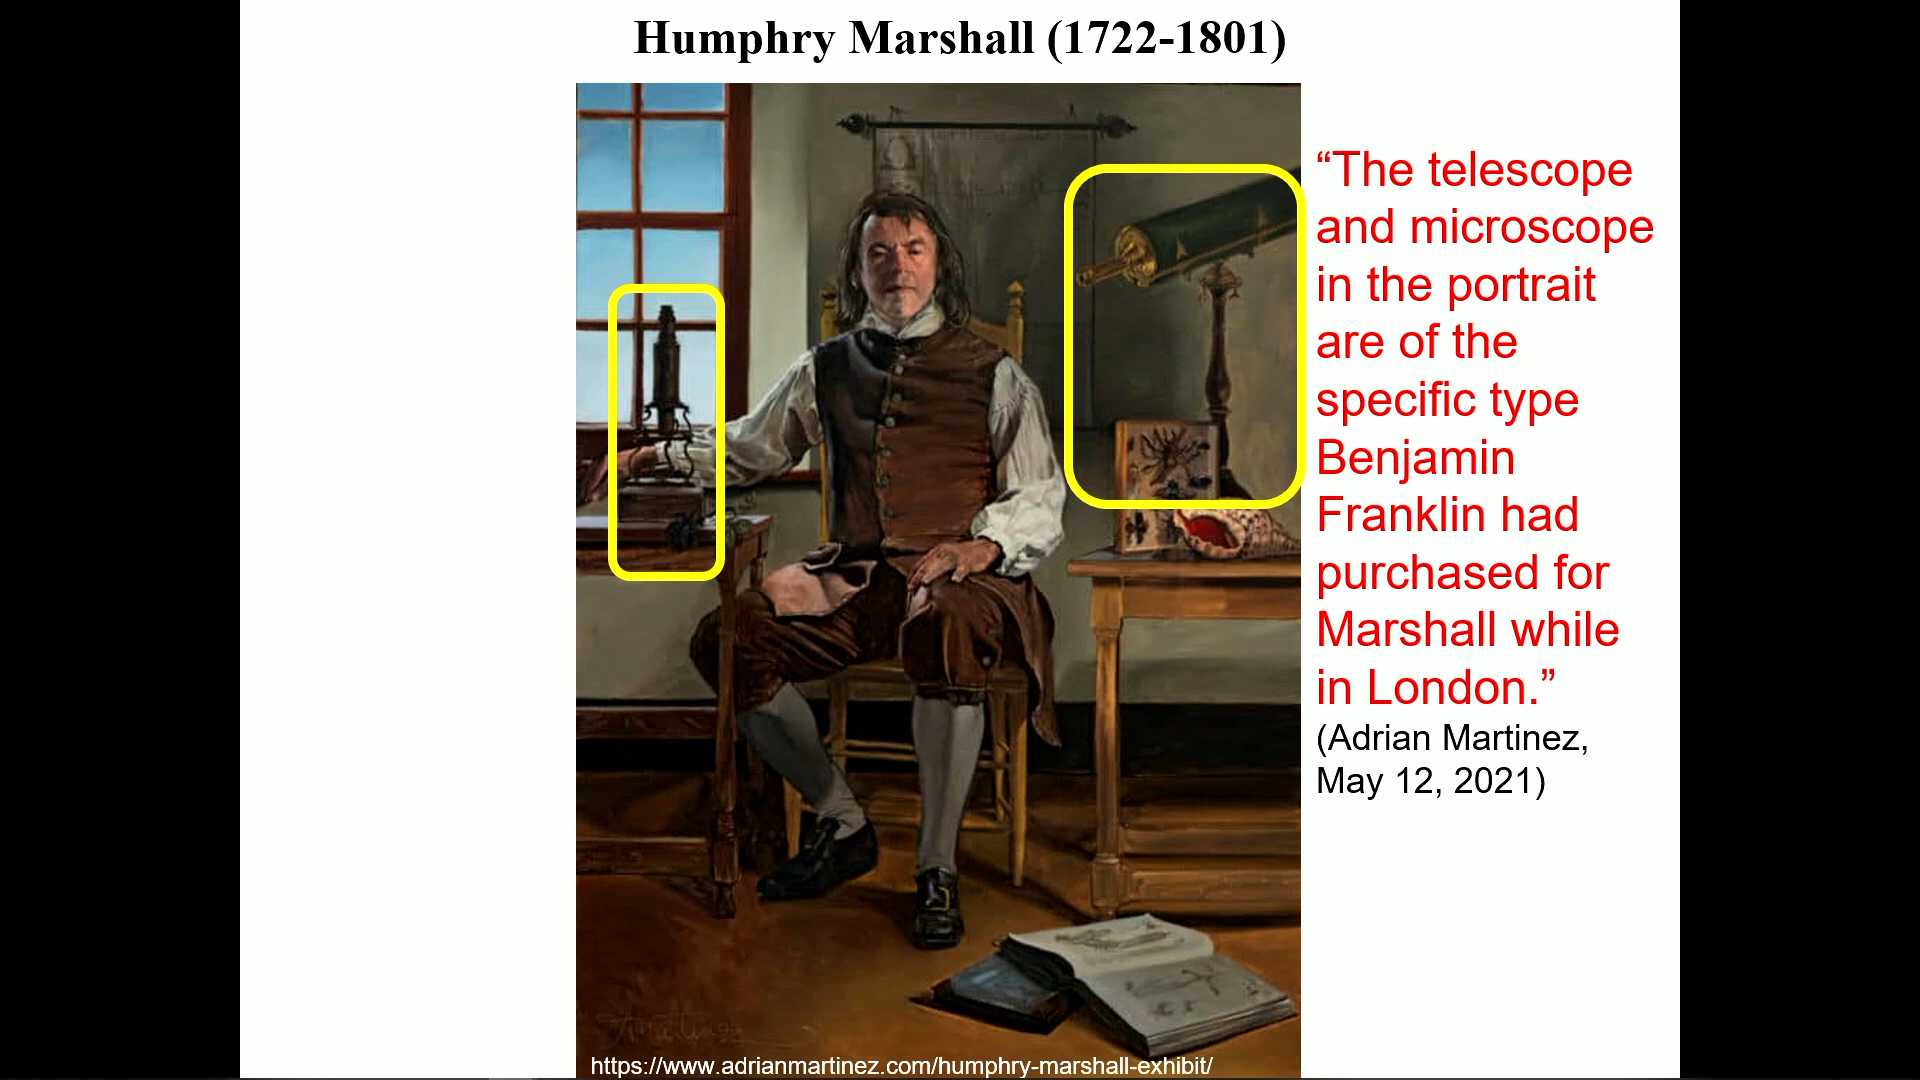 Humphry Marshall (1722-1801)
“The telescope
and microscope
in the portrait
are of the
specific type
Benjamin
Franklin had
purchased for
Marshall while
in London.”
(Adrian Martinez,
May 12, 2021)
https://www.adrianmartinez.com/humphry-marshall-exhibit/